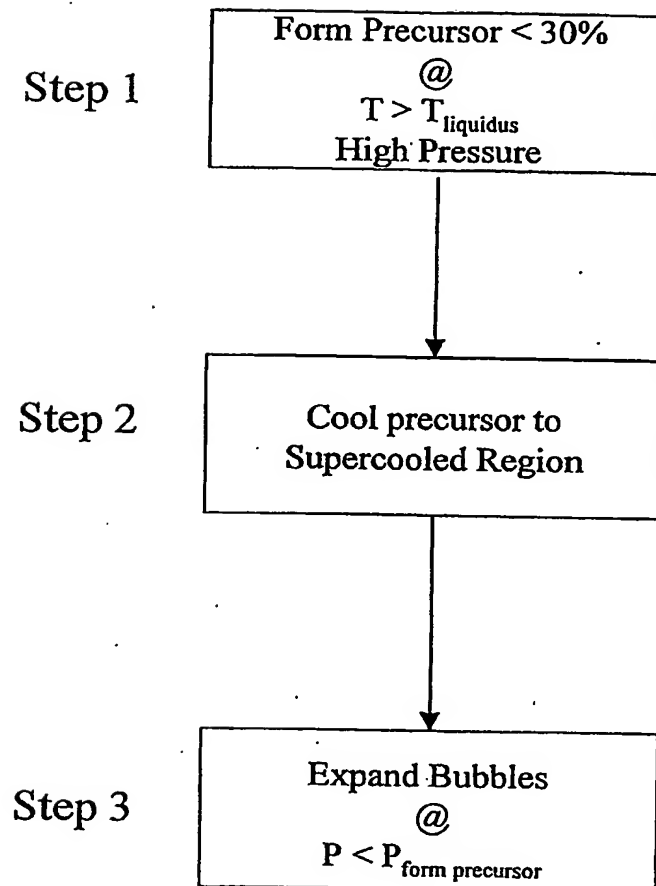 Step 1
Form Precursor < 30%
@
T > T_liquidus
High Pressure
Step 2
Cool precursor to
Supercooled Region
Step 3
Expand Bubbles
@
P < P_form precursor